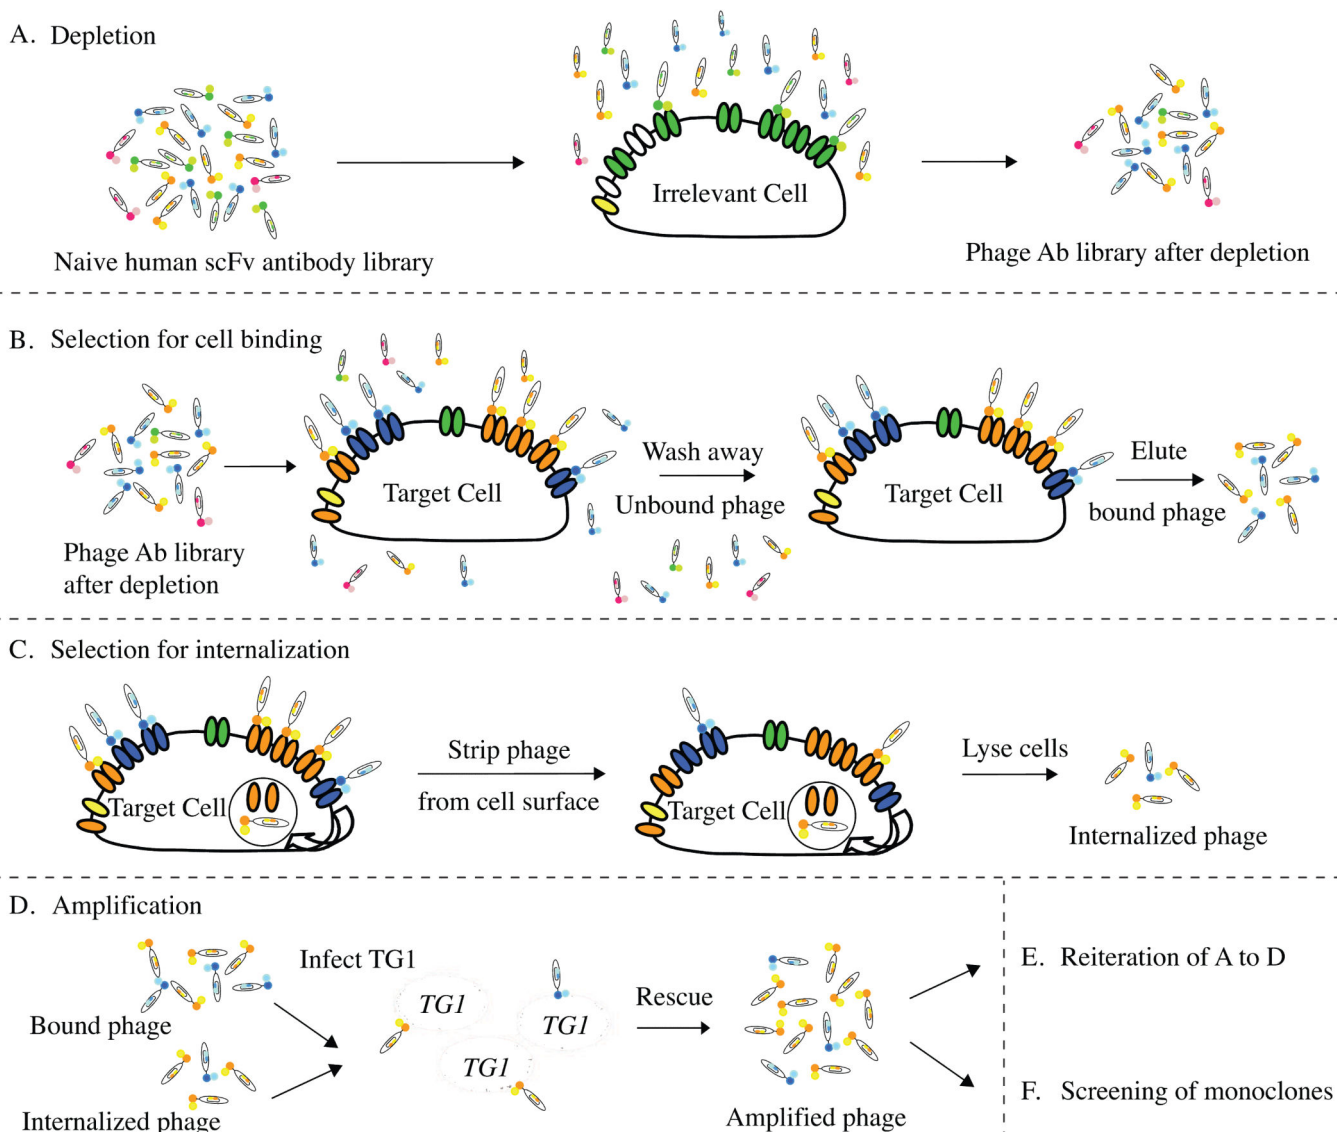 A. Depletion
Irrelevant Cell
Naive human scFv antibody library
Phage Ab library after depletion
B. Selection for cell binding
Phage Ab library
after depletion
Target Cell
Wash away
Unbound phage
Target Cell
Elute
bound phage
C. Selection for internalization
Target Cell
Strip phage
from cell surface
Target Cell
Lyse cells
Internalized phage
D. Amplification
Bound phage
Internalized phage
Infect TG1
TG1
TG1
TG1
Rescue
Amplified phage
E. Reiteration of A to D
F. Screening of monoclones